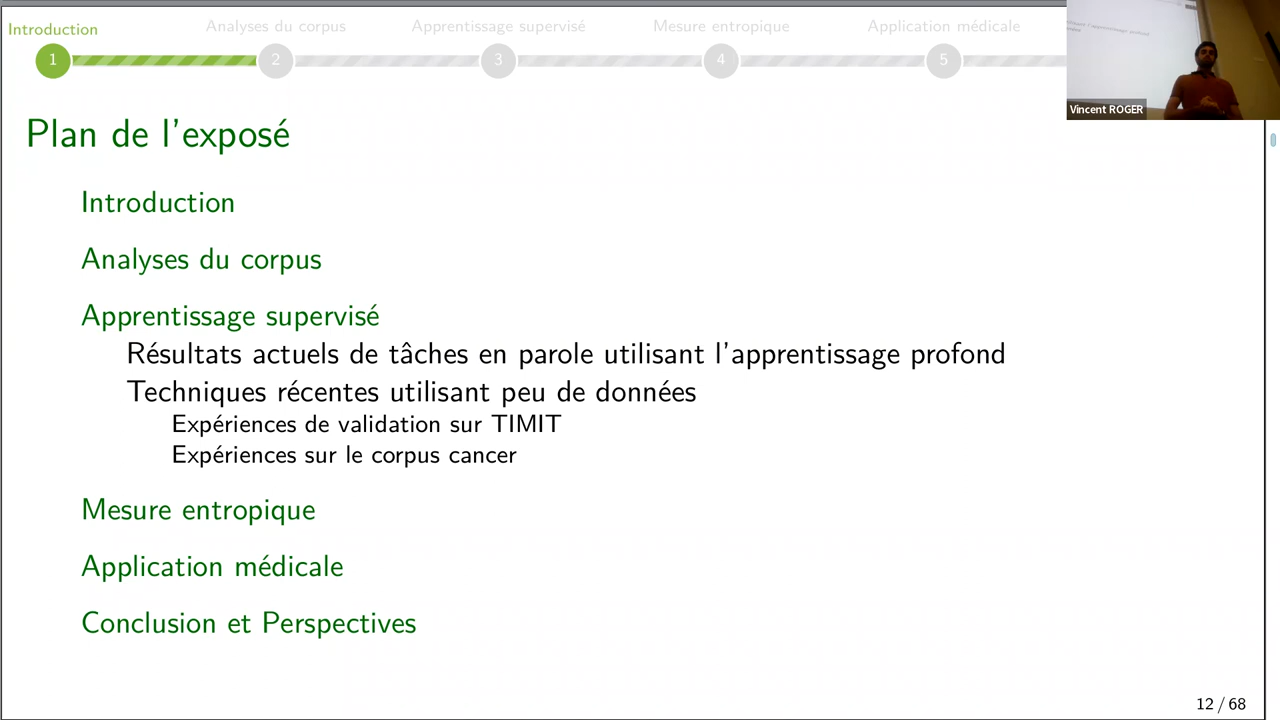 Introduction
Analyses du corpus
Apprentissage supervisé
Mesure entropique
Application médicale
1
2
3
4
5
Vincent ROGER
Plan de l'exposé
Introduction
Analyses du corpus
Apprentissage supervisé
Résultats actuels de tâches en parole utilisant l'apprentissage profond
Techniques récentes utilisant peu de données
Expériences de validation sur TIMIT
Expériences sur le corpus cancer
Mesure entropique
Application médicale
Conclusion et Perspectives
12 / 68